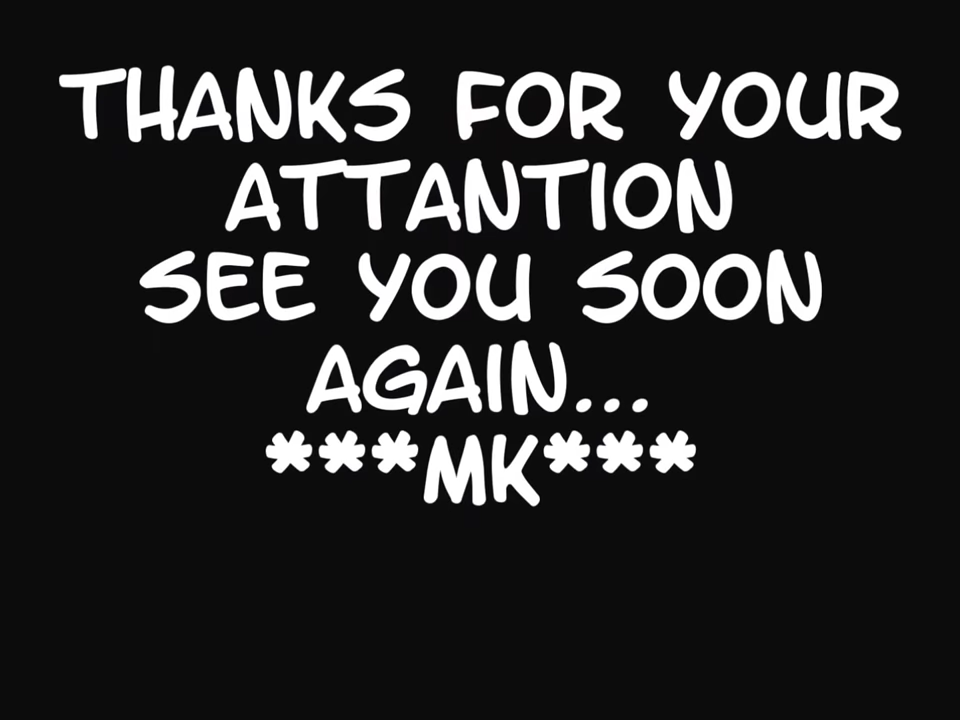 THANKS FOR YOUR
ATTANTION
SEE YOU SOON
AGAIN...
***MK***